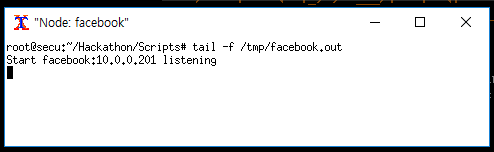 "Node: facebook"
root@secu:~/Hackathon/Scripts# tail -f /tmp/facebook.out
Start facebook:10.0.0.201 listening